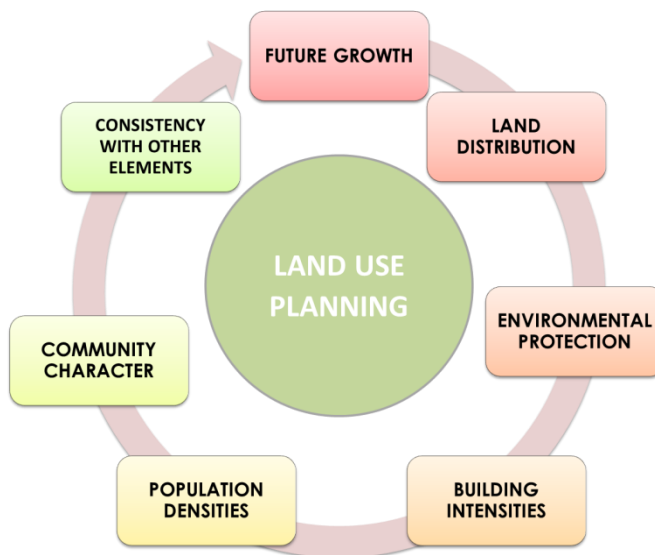 FUTURE GROWTH
LAND
DISTRIBUTION
ENVIRONMENTAL
PROTECTION
BUILDING
INTENSITIES
POPULATION
DENSITIES
COMMUNITY
CHARACTER
CONSISTENCY
WITH OTHER
ELEMENTS
LAND USE
PLANNING